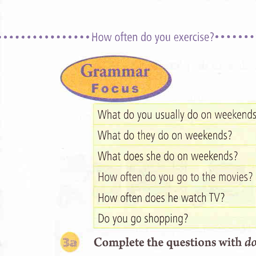 How often do you exercise?
Grammar
Focus
What do you usually do on weekends
What do they do on weekends?
What does she do on weekends?
How often do you go to the movies?
How often does he watch TV?
Do you go shopping?
3a Complete the questions with do